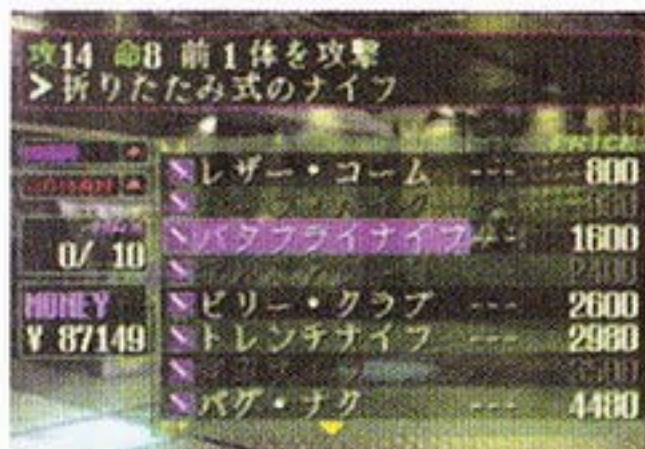 攻14 命8 前1体を攻撃
>折りたたみ式のナイフ
PRICE
レザー・コーム --- 800
バタフライナイフ --- 1600
0/ 10
2400
ビリー・クラブ --- 2600
MONEY
¥ 87149
トレンチナイフ --- 2980
バグ・ナク --- 4480